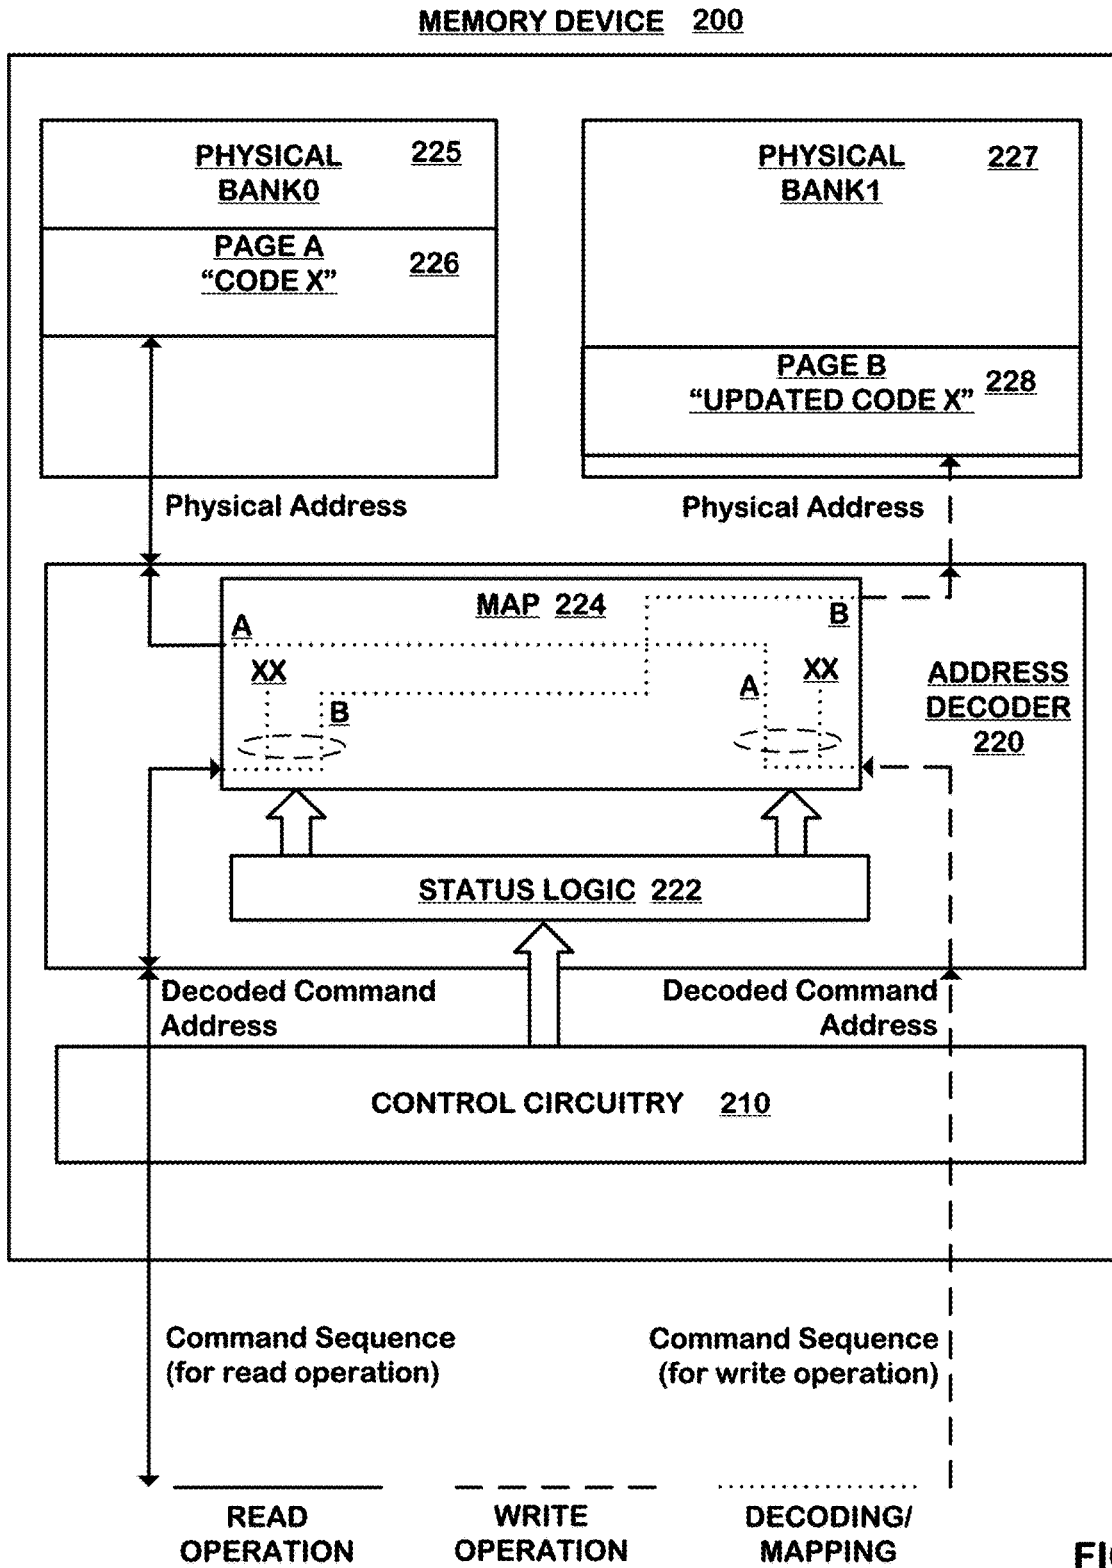 MEMORY DEVICE 200
PHYSICAL 225
BANK0
PAGE A 226
“CODE X”
PHYSICAL 227
BANK1
PAGE B 228
“UPDATED CODE X”
Physical Address
Physical Address
MAP 224
A
B
XX
B
A
XX
ADDRESS
DECODER
220
STATUS LOGIC 222
Decoded Command
Address
Decoded Command
Address
CONTROL CIRCUITRY 210
Command Sequence
(for read operation)
Command Sequence
(for write operation)
READ
OPERATION
WRITE
OPERATION
DECODING/
MAPPING